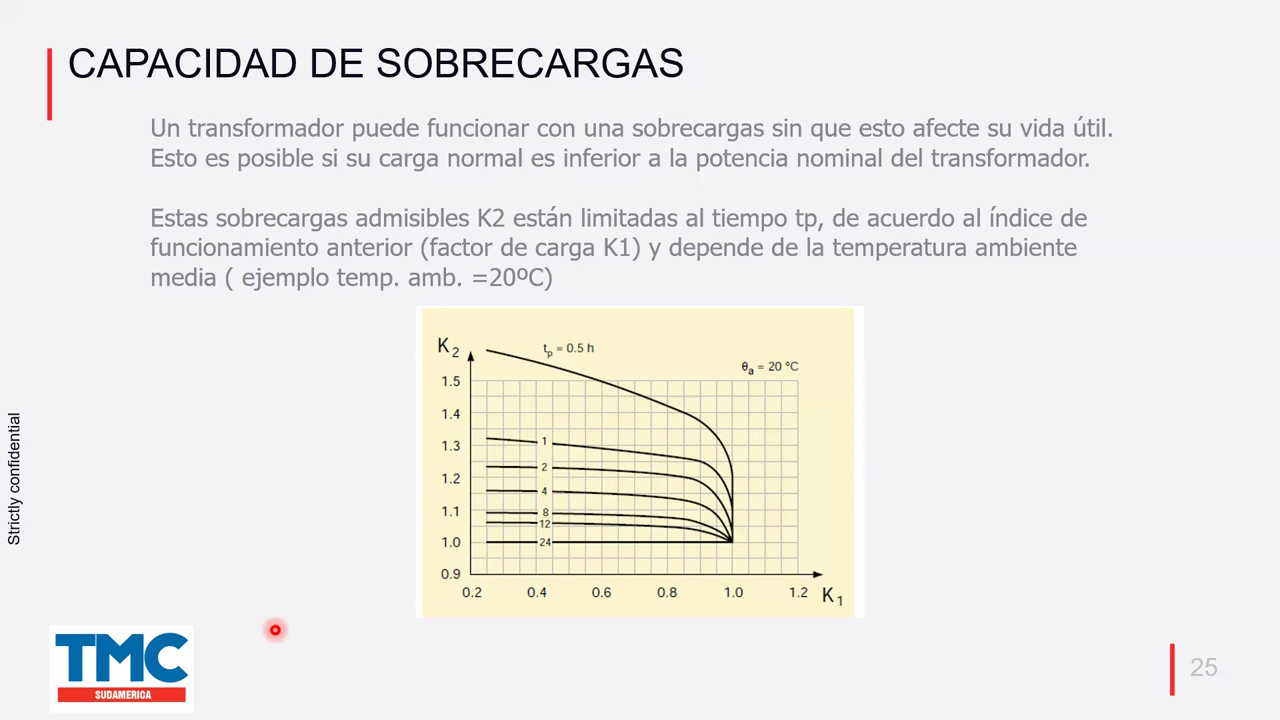 CAPACIDAD DE SOBRECARGAS
Un transformador puede funcionar con una sobrecargas sin que esto afecte su vida útil.
Esto es posible si su carga normal es inferior a la potencia nominal del transformador.
Estas sobrecargas admisibles K2 están limitadas al tiempo tp, de acuerdo al índice de
funcionamiento anterior (factor de carga K1) y depende de la temperatura ambiente
media ( ejemplo temp. amb. =20ºC)
K2
tp = 0.5 h
θa = 20 °C
1.5
1.4
1.3
1.2
1.1
1.0
0.9
1
2
4
8
12
24
0.2 0.4 0.6 0.8 1.0 1.2 K1
Strictly confidential
TMC
SUDAMERICA
25